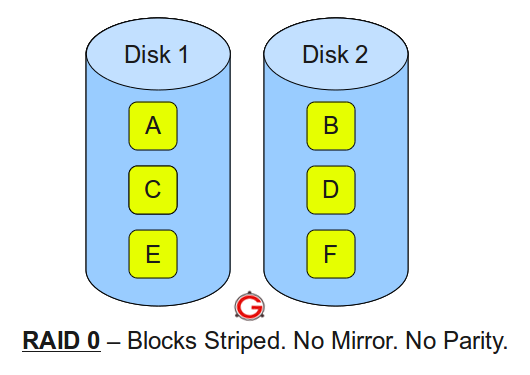 Disk 1 Disk 2
A B
C D
E F
G
RAID 0 – Blocks Striped. No Mirror. No Parity.